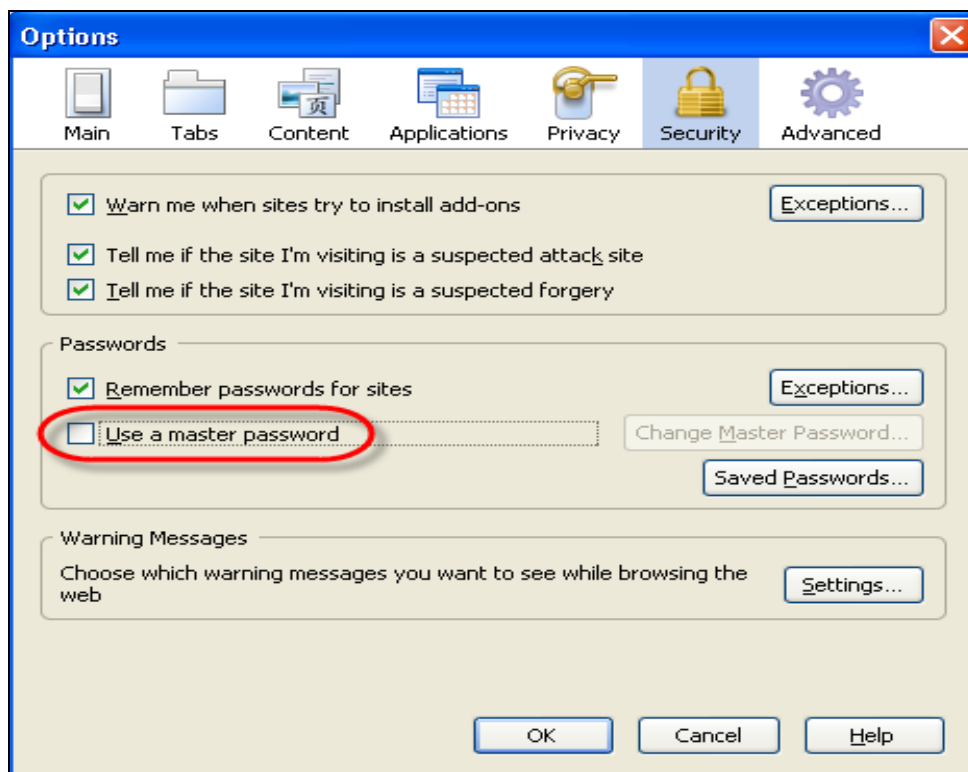 Options
Main Tabs Content Applications Privacy Security Advanced
页
Warn me when sites try to install add-ons Exceptions...
Tell me if the site I'm visiting is a suspected attack site
Tell me if the site I'm visiting is a suspected forgery
Passwords
Remember passwords for sites Exceptions...
Use a master password Change Master Password...
Saved Passwords...
Warning Messages
Choose which warning messages you want to see while browsing the
web Settings...
OK Cancel Help